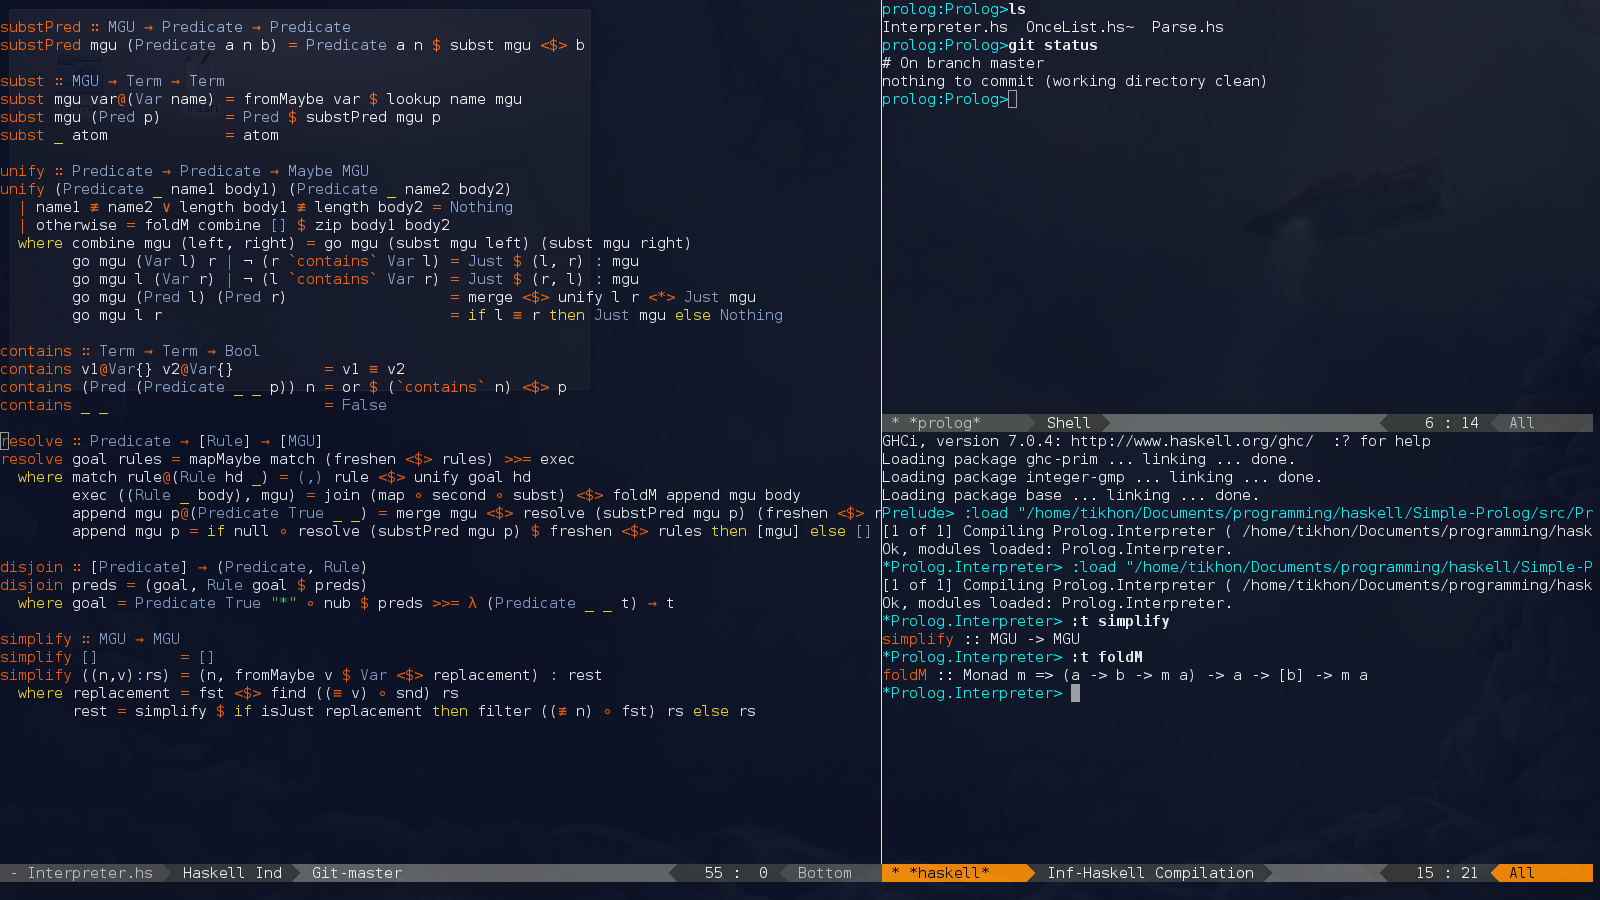 substPred :: MGU → Predicate → Predicate
substPred mgu (Predicate a n b) = Predicate a n $ subst mgu <$> b
subst :: MGU → Term → Term
subst mgu var@(Var name) = fromMaybe var $ lookup name mgu
subst mgu (Pred p)       = Pred $ substPred mgu p
subst _ atom             = atom
unify :: Predicate → Predicate → Maybe MGU
unify (Predicate _ name1 body1) (Predicate _ name2 body2)
  | name1 ≢ name2 ∨ length body1 ≢ length body2 = Nothing
  | otherwise = foldM combine [] $ zip body1 body2
  where combine mgu (left, right) = go mgu (subst mgu left) (subst mgu right)
        go mgu (Var l) r | ¬ (r `contains` Var l) = Just $ (l, r) : mgu
        go mgu l (Var r) | ¬ (l `contains` Var r) = Just $ (r, l) : mgu
        go mgu (Pred l) (Pred r)                  = merge <$> unify l r <*> Just mgu
        go mgu l r                                = if l ≡ r then Just mgu else Nothing
contains :: Term → Term → Bool
contains v1@Var{} v2@Var{}         = v1 ≡ v2
contains (Pred (Predicate _ _ p)) n = or $ (`contains` n) <$> p
contains _ _                        = False
resolve :: Predicate → [Rule] → [MGU]
resolve goal rules = mapMaybe match (freshen <$> rules) >>= exec
  where match rule@(Rule hd _) = (,) rule <$> unify goal hd
        exec ((Rule _ body), mgu) = join (map ∘ second ∘ subst) <$> foldM append mgu body
        append mgu p@(Predicate True _ _) = merge mgu <$> resolve (substPred mgu p) (freshen <$> r
        append mgu p = if null ∘ resolve (substPred mgu p) $ freshen <$> rules then [mgu] else []
disjoin :: [Predicate] → (Predicate, Rule)
disjoin preds = (goal, Rule goal $ preds)
  where goal = Predicate True "*" ∘ nub $ preds >>= λ (Predicate _ _ t) → t
simplify :: MGU → MGU
simplify []         = []
simplify ((n,v):rs) = (n, fromMaybe v $ Var <$> replacement) : rest
  where replacement = fst <$> find ((≡ v) ∘ snd) rs
        rest = simplify $ if isJust replacement then filter ((≢ n) ∘ fst) rs else rs
- Interpreter.hs  Haskell Ind  Git-master  55 :  0  Bottom
prolog:Prolog>ls
Interpreter.hs  OnceList.hs~  Parse.hs
prolog:Prolog>git status
# On branch master
nothing to commit (working directory clean)
prolog:Prolog>
* *prolog*  Shell  6 : 14  All
GHCi, version 7.0.4: http://www.haskell.org/ghc/  :? for help
Loading package ghc-prim ... linking ... done.
Loading package integer-gmp ... linking ... done.
Loading package base ... linking ... done.
Prelude> :load "/home/tikhon/Documents/programming/haskell/Simple-Prolog/src/Pr
[1 of 1] Compiling Prolog.Interpreter ( /home/tikhon/Documents/programming/hask
Ok, modules loaded: Prolog.Interpreter.
*Prolog.Interpreter> :load "/home/tikhon/Documents/programming/haskell/Simple-P
[1 of 1] Compiling Prolog.Interpreter ( /home/tikhon/Documents/programming/hask
Ok, modules loaded: Prolog.Interpreter.
*Prolog.Interpreter> :t simplify
simplify :: MGU -> MGU
*Prolog.Interpreter> :t foldM
foldM :: Monad m => (a -> b -> m a) -> a -> [b] -> m a
*Prolog.Interpreter>
* *haskell*  Inf-Haskell Compilation  15 : 21  All